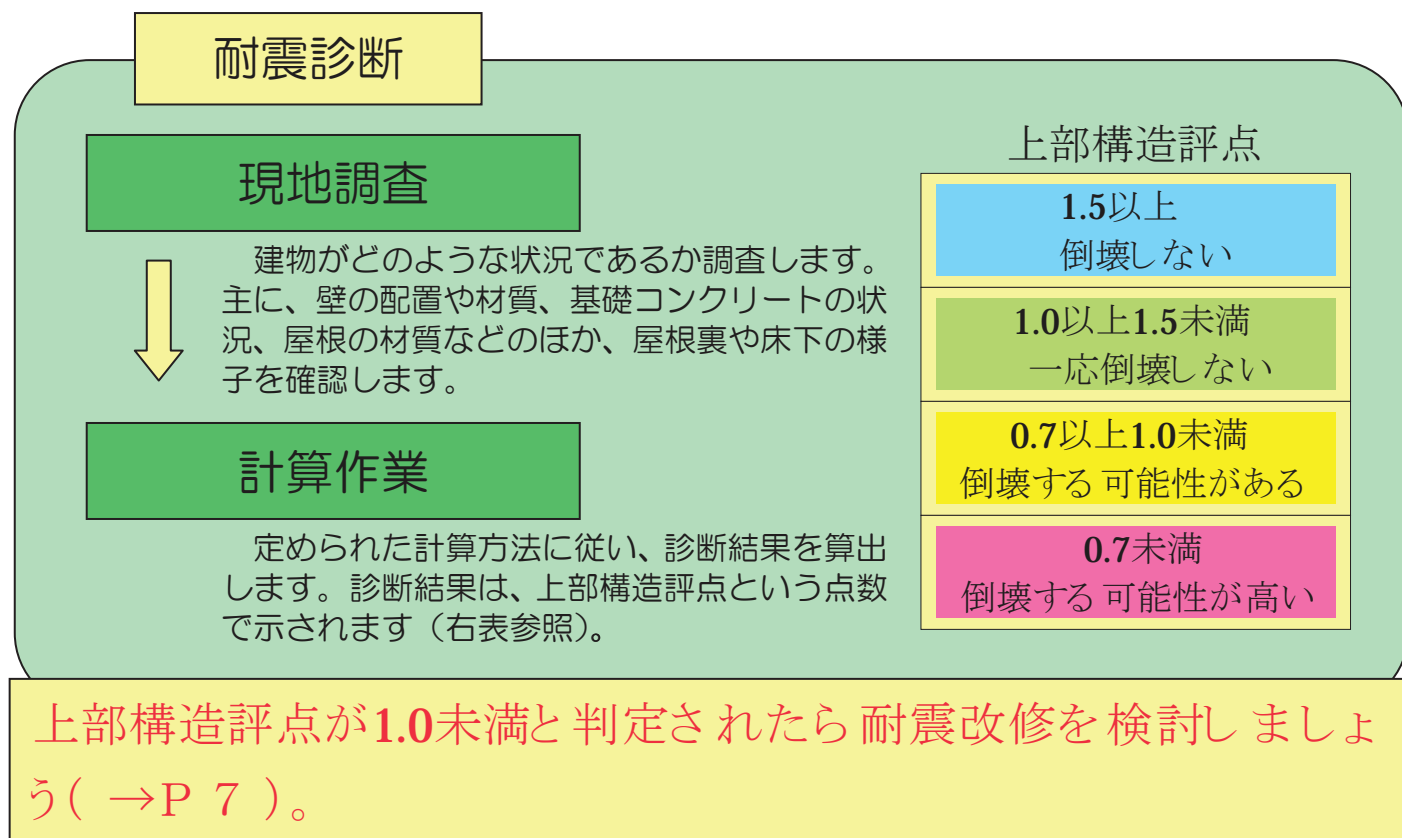 耐震診断
現地調査
建物がどのような状況であるか調査します。
主に、壁の配置や材質、基礎コンクリートの状
況、屋根の材質などのほか、屋根裏や床下の様
子を確認します。
計算作業
定められた計算方法に従い、診断結果を算出
します。診断結果は、上部構造評点という点数
で示されます（右表参照）。
上部構造評点
1.5以上
倒壊しない
1.0以上1.5未満
一応倒壊しない
0.7以上1.0未満
倒壊する可能性がある
0.7未満
倒壊する可能性が高い
上部構造評点が1.0未満と判定されたら耐震改修を検討しましょ
う( →P 7 )。